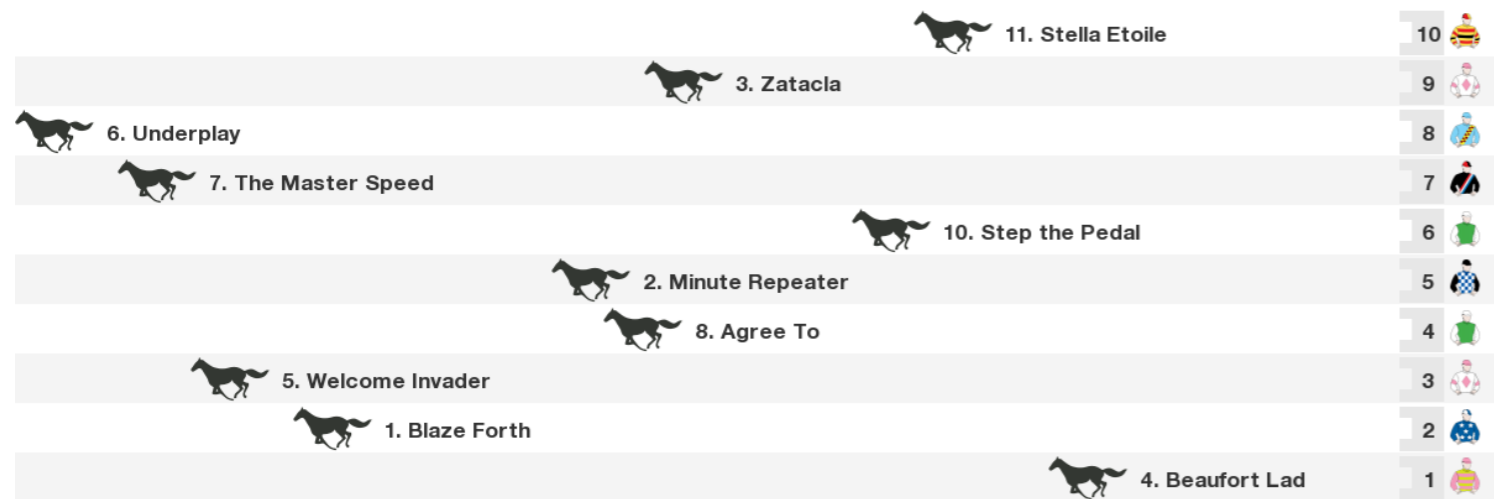 11. Stella Etoile 10
3. Zatacla 9
6. Underplay 8
7. The Master Speed 7
10. Step the Pedal 6
2. Minute Repeater 5
8. Agree To 4
5. Welcome Invader 3
1. Blaze Forth 2
4. Beaufort Lad 1